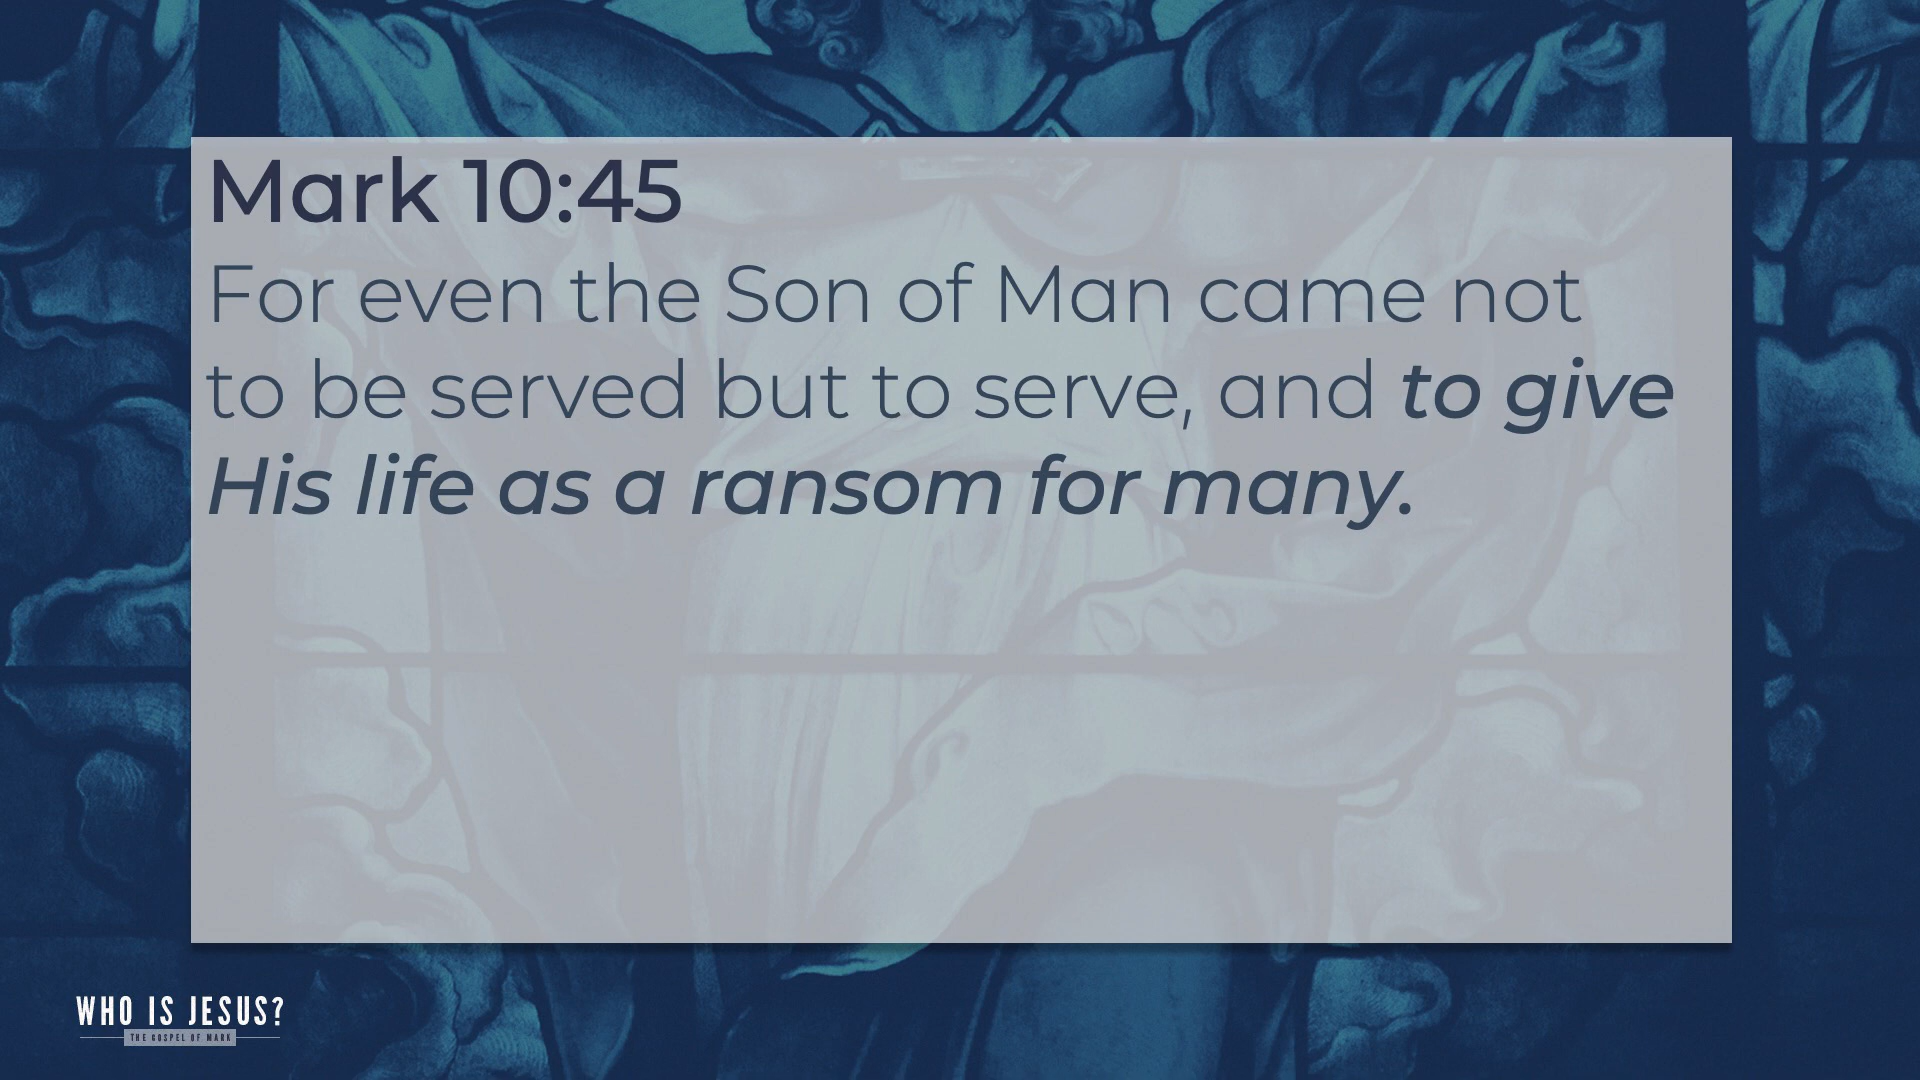 Mark 10:45
For even the Son of Man came not
to be served but to serve, and to give
His life as a ransom for many.
WHO IS JESUS?
THE GOSPEL OF MARK